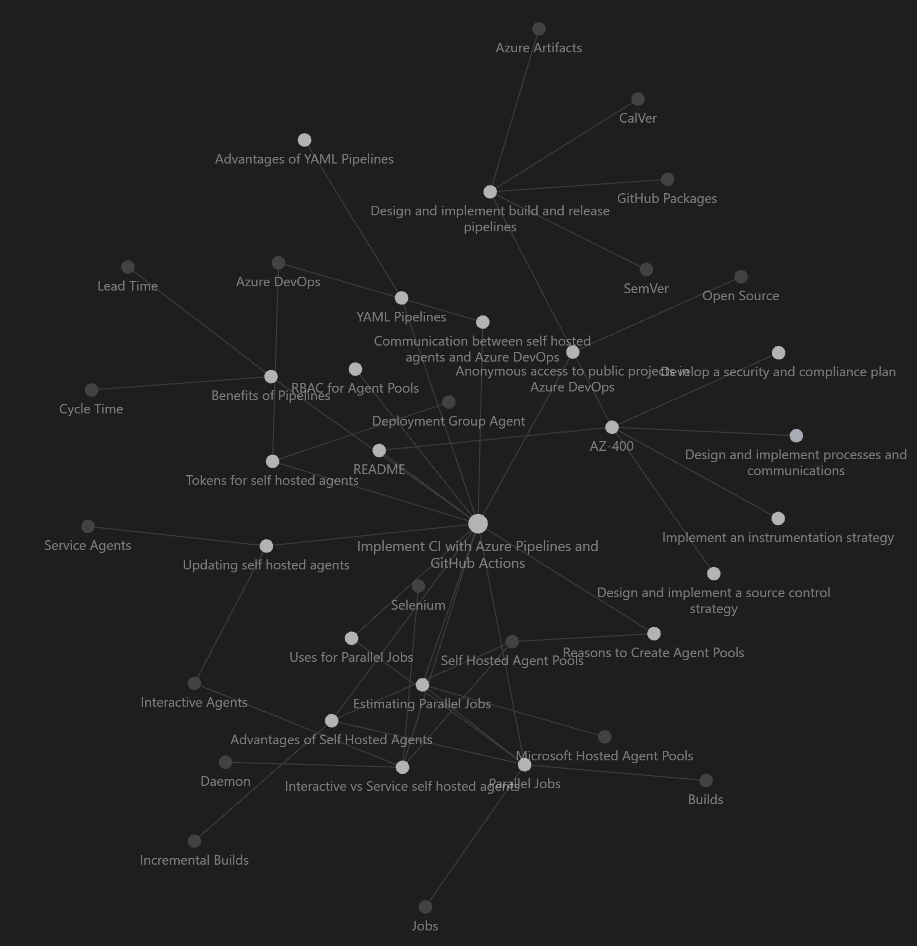 Azure Artifacts
CalVer
Advantages of YAML Pipelines
GitHub Packages
Design and implement build and release
pipelines
Lead Time
Azure DevOps
SemVer
Open Source
YAML Pipelines
Communication between self hosted
agents and Azure DevOps
Anonymous access to public projects in
Azure DevOps
Develop a security and compliance plan
RBAC for Agent Pools
Benefits of Pipelines
Cycle Time
Deployment Group Agent
AZ-400
Design and implement processes and
communications
README
Tokens for self hosted agents
Implement an instrumentation strategy
Service Agents
Implement CI with Azure Pipelines and
GitHub Actions
Updating self hosted agents
Design and implement a source control
strategy
Selenium
Uses for Parallel Jobs
Self Hosted Agent Pools
Reasons to Create Agent Pools
Interactive Agents
Estimating Parallel Jobs
Advantages of Self Hosted Agents
Microsoft Hosted Agent Pools
Daemon
Interactive vs Service self hosted agents
Parallel Jobs
Builds
Incremental Builds
Jobs